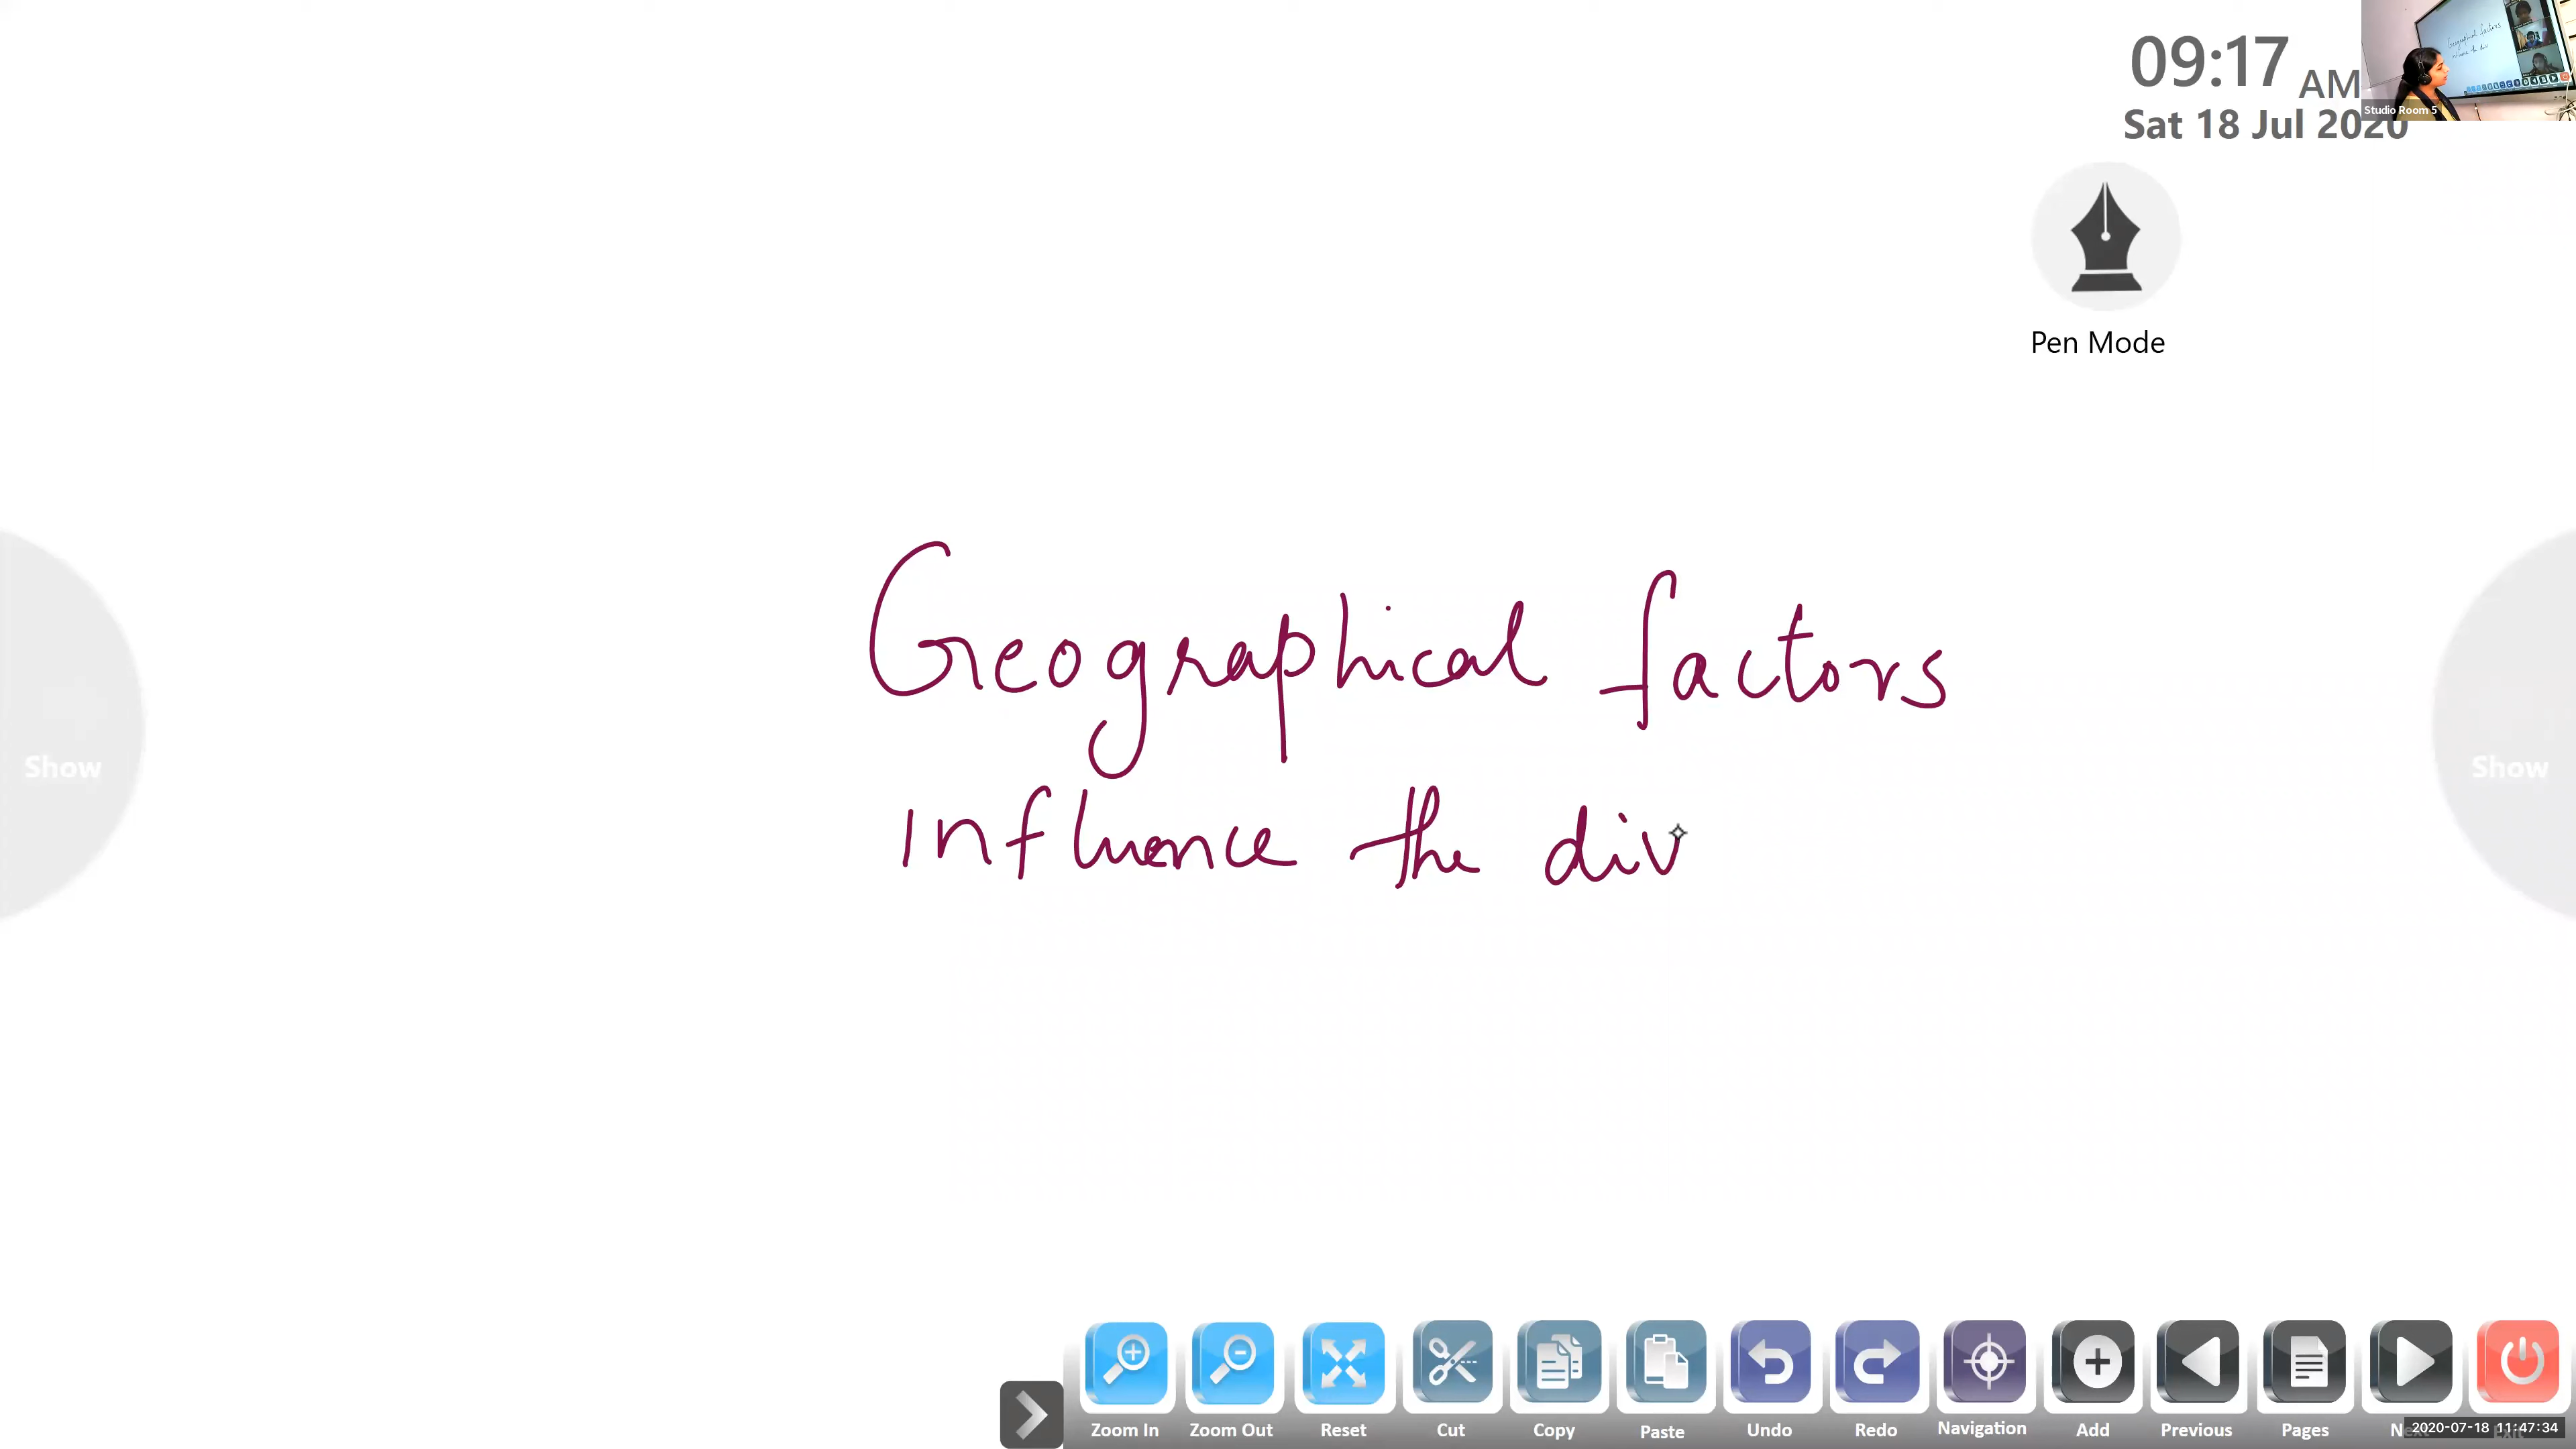 09:17 AM
Sat 18 Jul 2020
Studio Room 5
Pen Mode
Geographical factors
influence the div
Show
Show
Zoom In
Zoom Out
Reset
Cut
Copy
Paste
Undo
Redo
Navigation
Add
Previous
Pages
2020-07-18 11:47:34